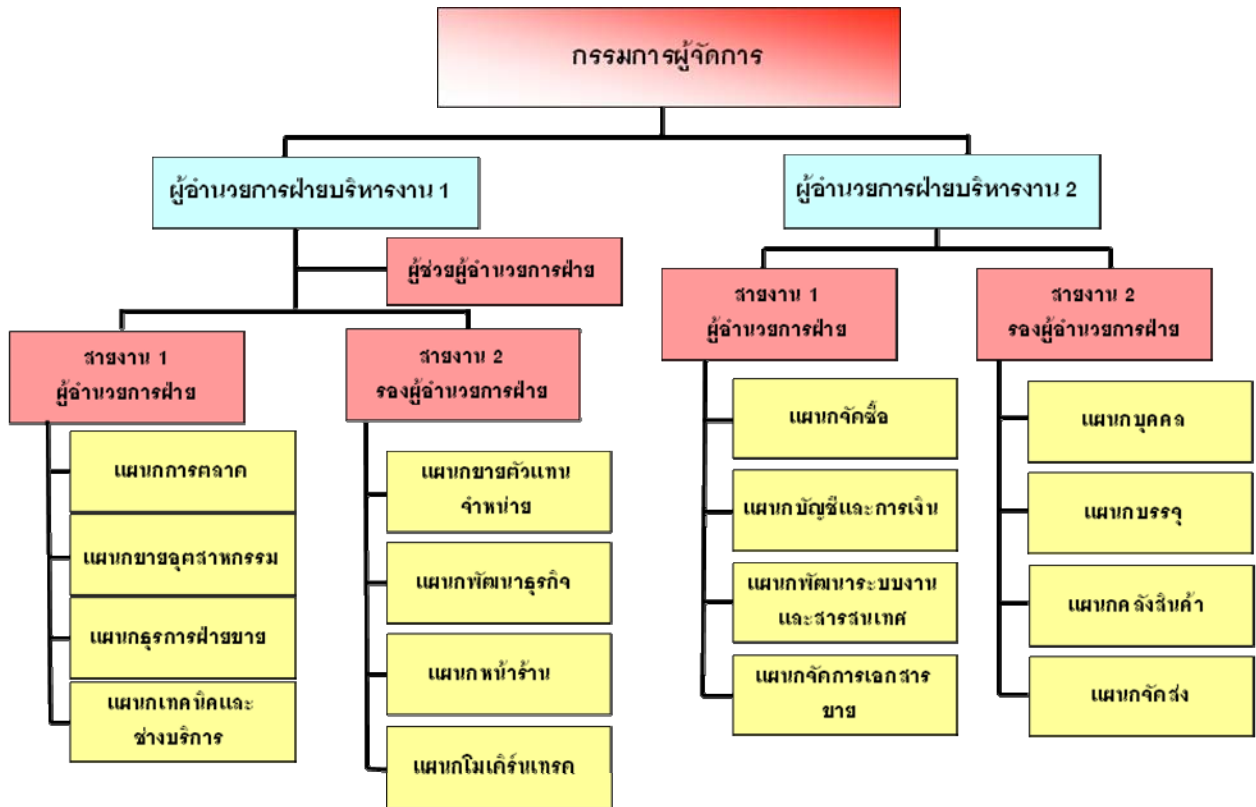 กรรมการผู้จัดการ
ผู้อำนวยการฝ่ายบริหารงาน 1
ผู้อำนวยการฝ่ายบริหารงาน 2
ผู้ช่วยผู้อำนวยการฝ่าย
สายงาน 1
ผู้อำนวยการฝ่าย
สายงาน 2
รองผู้อำนวยการฝ่าย
สายงาน 1
ผู้อำนวยการฝ่าย
สายงาน 2
รองผู้อำนวยการฝ่าย
แผนกการตลาด
แผนกขายอุตสาหกรรม
แผนกธุรการฝ่ายขาย
แผนกเทคนิคและ
ช่างบริการ
แผนกขายตัวแทน
จำหน่าย
แผนกพัฒนาธุรกิจ
แผนกหน้าร้าน
แผนกโมเดิร์นเทรด
แผนกจัดซื้อ
แผนกบัญชีและการเงิน
แผนกพัฒนาระบบงาน
และสารสนเทศ
แผนกจัดการเอกสาร
ขาย
แผนกบุคคล
แผนกบรรจุ
แผนกคลังสินค้า
แผนกจัดส่ง